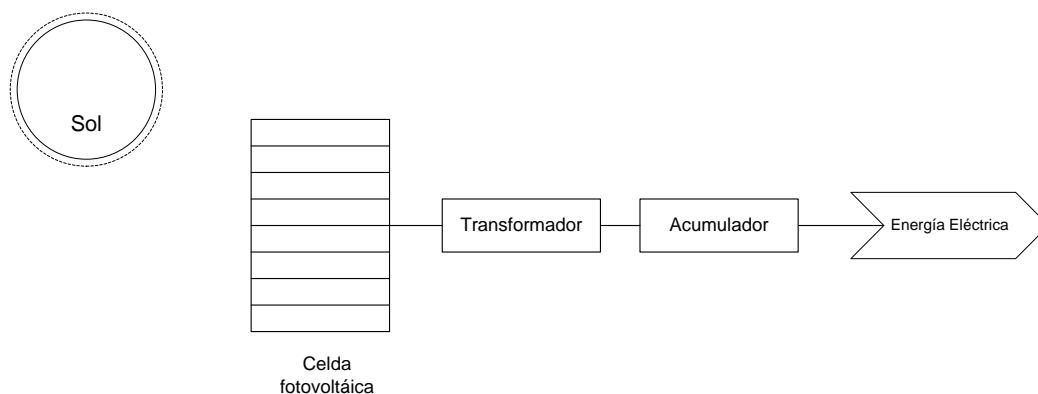 Sol
Transformador
Acumulador
Energía Eléctrica
Celda
fotovoltáica